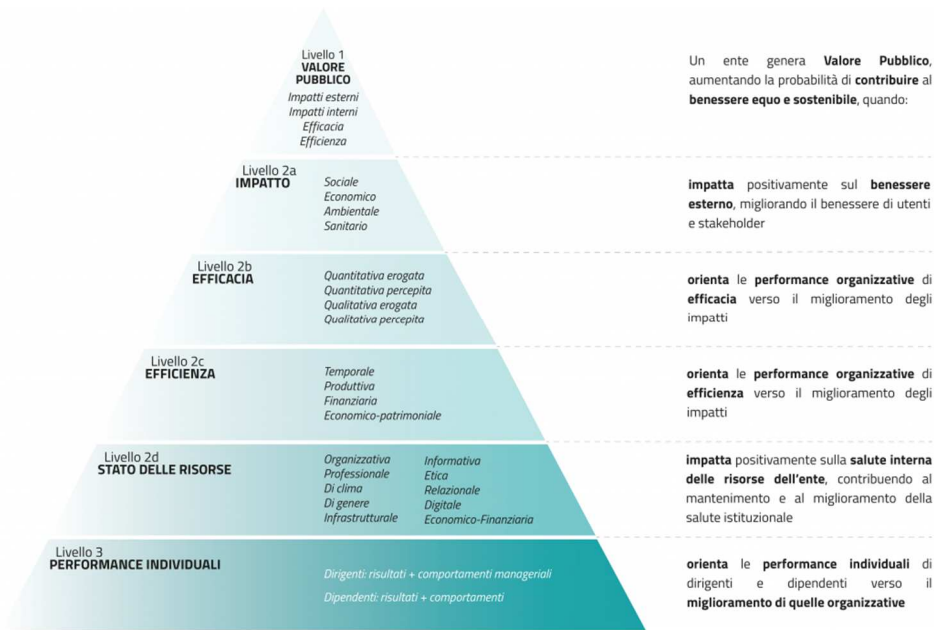 Livello 1
VALORE
PUBBLICO
Impatti esterni
Impatti interni
Efficacia
Efficienza
Un ente genera Valore Pubblico,
aumentando la probabilità di contribuire al
benessere equo e sostenibile, quando:
Livello 2a
IMPATTO
Sociale
Economico
Ambientale
Sanitario
impatta positivamente sul benessere
esterno, migliorando il benessere di utenti
e stakeholder
Livello 2b
EFFICACIA
Quantitativa erogata
Quantitativa percepita
Qualitativa erogata
Qualitativa percepita
orienta le performance organizzative di
efficacia verso il miglioramento degli
impatti
Livello 2c
EFFICIENZA
Temporale
Produttiva
Finanziaria
Economico-patrimoniale
orienta le performance organizzative di
efficienza verso il miglioramento degli
impatti
Livello 2d
STATO DELLE RISORSE
Organizzativa
Professionale
Di clima
Di genere
Infrastrutturale
Informativa
Etica
Relazionale
Digitale
Economico-Finanziaria
impatta positivamente sulla salute interna
delle risorse dell'ente, contribuendo al
mantenimento e al miglioramento della
salute istituzionale
Livello 3
PERFORMANCE INDIVIDUALI
Dirigenti: risultati + comportamenti manageriali
Dipendenti: risultati + comportamenti
orienta le performance individuali di
dirigenti e dipendenti verso il
miglioramento di quelle organizzative